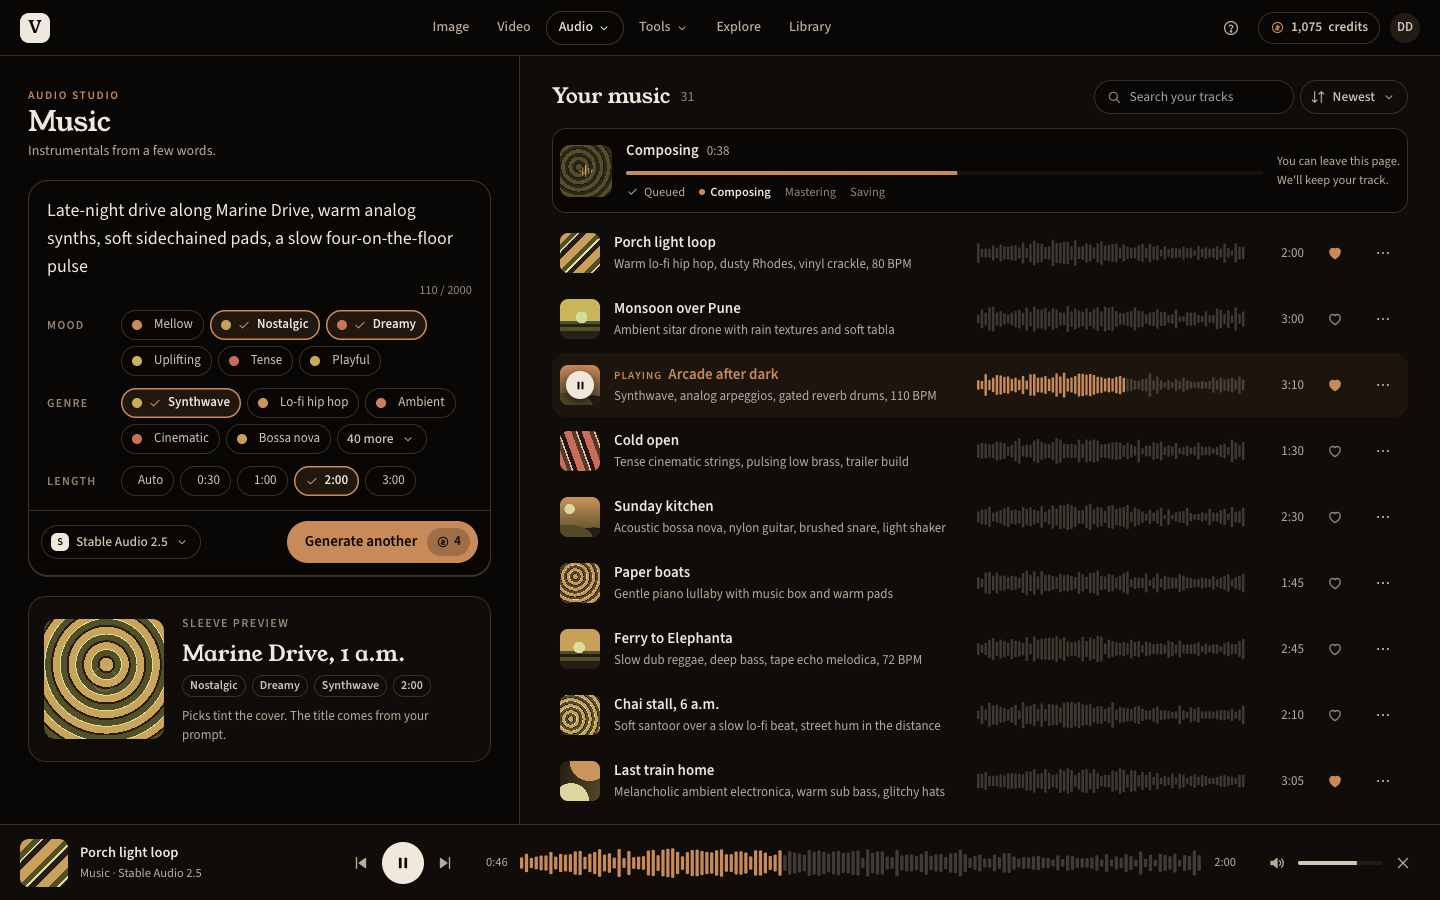 V
Image Video Audio Tools Explore Library
1,075 credits DD
AUDIO STUDIO
Music
Instrumentals from a few words.
Late-night drive along Marine Drive, warm analog
synths, soft sidechained pads, a slow four-on-the-floor
pulse
110 / 2000
MOOD Mellow Nostalgic Dreamy
Uplifting Tense Playful
GENRE Synthwave Lo-fi hip hop Ambient
Cinematic Bossa nova 40 more
LENGTH Auto 0:30 1:00 2:00 3:00
S Stable Audio 2.5 Generate another 4
SLEEVE PREVIEW
Marine Drive, 1 a.m.
Nostalgic Dreamy Synthwave 2:00
Picks tint the cover. The title comes from your
prompt.
Your music 31
Search your tracks Newest
Composing 0:38
Queued Composing Mastering Saving
You can leave this page.
We'll keep your track.
Porch light loop
Warm lo-fi hip hop, dusty Rhodes, vinyl crackle, 80 BPM
2:00
Monsoon over Pune
Ambient sitar drone with rain textures and soft tabla
3:00
PLAYING Arcade after dark
Synthwave, analog arpeggios, gated reverb drums, 110 BPM
3:10
Cold open
Tense cinematic strings, pulsing low brass, trailer build
1:30
Sunday kitchen
Acoustic bossa nova, nylon guitar, brushed snare, light shaker
2:30
Paper boats
Gentle piano lullaby with music box and warm pads
1:45
Ferry to Elephanta
Slow dub reggae, deep bass, tape echo melodica, 72 BPM
2:45
Chai stall, 6 a.m.
Soft santoor over a slow lo-fi beat, street hum in the distance
2:10
Last train home
Melancholic ambient electronica, warm sub bass, glitchy hats
3:05
Porch light loop
Music · Stable Audio 2.5
0:46
2:00